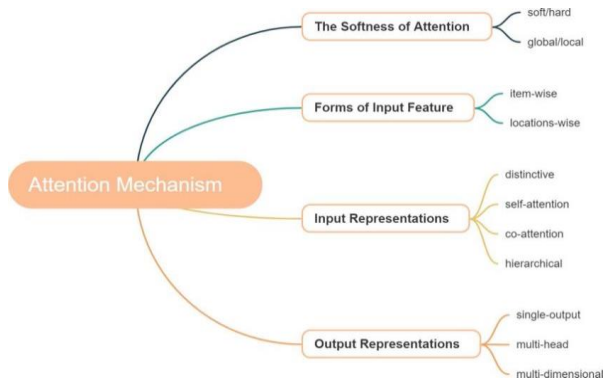 Attention Mechanism
The Softness of Attention
soft/hard
global/local
Forms of Input Feature
item-wise
locations-wise
Input Representations
distinctive
self-attention
co-attention
hierarchical
Output Representations
single-output
multi-head
multi-dimensional